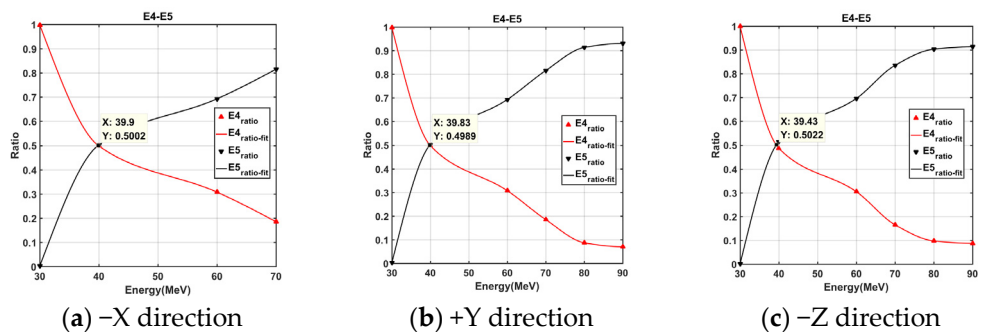 E4-E5
1
0.9
0.8
0.7
0.6
0.5
0.4
0.3
0.2
0.1
0
Ratio
X: 39.9
Y: 0.5002
E4ratio
E4ratio-fit
E5ratio
E5ratio-fit
30 40 50 60 70
Energy(MeV)
(a) −X direction
E4-E5
1
0.9
0.8
0.7
0.6
0.5
0.4
0.3
0.2
0.1
0
Ratio
X: 39.83
Y: 0.4989
E4ratio
E4ratio-fit
E5ratio
E5ratio-fit
30 40 50 60 70 80 90
Energy(MeV)
(b) +Y direction
E4-E5
1
0.9
0.8
0.7
0.6
0.5
0.4
0.3
0.2
0.1
0
Ratio
X: 39.43
Y: 0.5022
E4ratio
E4ratio-fit
E5ratio
E5ratio-fit
30 40 50 60 70 80 90
Energy(MeV)
(c) −Z direction